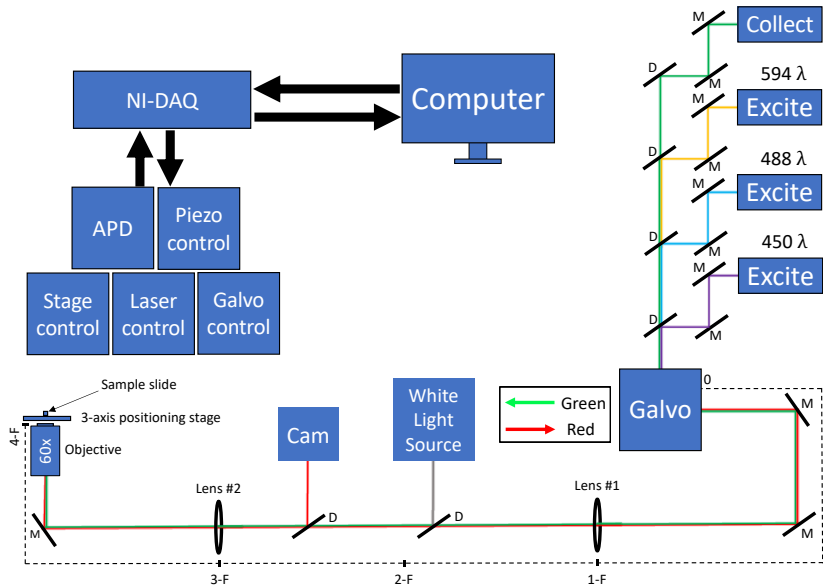 M
Collect
D
M
594 λ
M
Excite
D
M
488 λ
M
Excite
D
M
450 λ
M
Excite
D
M
NI-DAQ
Computer
APD
Piezo
control
Stage
control
Laser
control
Galvo
control
Sample slide
3-axis positioning stage
4-F
60x
Objective
M
Lens #2
Cam
D
White
Light
Source
D
Green
Red
Lens #1
Galvo
0
M
M
3-F
2-F
1-F